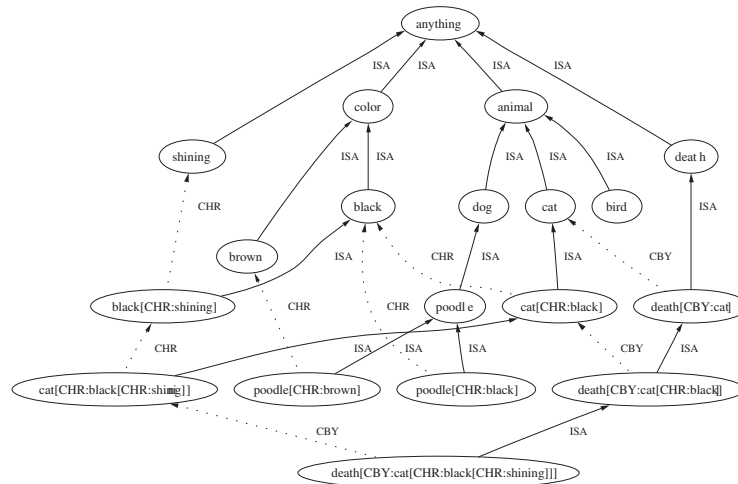 anything
ISA ISA ISA ISA
color animal
shining ISA ISA ISA ISA ISA death
CHR black dog cat bird ISA
brown ISA CHR ISA CBY
black[CHR:shining] CHR CHR poodle ISA cat[CHR:black] death[CBY:cat]
CHR ISA ISA CBY ISA
cat[CHR:black[CHR:shining]] poodle[CHR:brown] poodle[CHR:black] death[CBY:cat[CHR:black]]
CBY ISA
death[CBY:cat[CHR:black[CHR:shining]]]